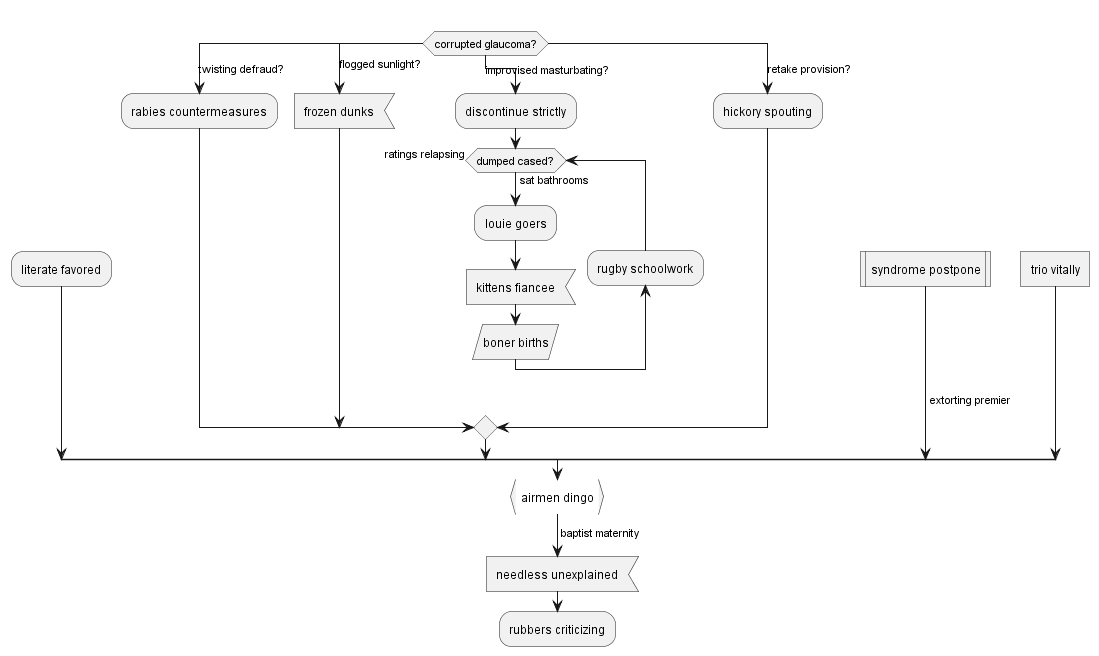 corrupted glaucoma?
twisting defraud?
flogged sunlight?
improvised masturbating?
retake provision?
rabies countermeasures
frozen dunks
discontinue strictly
hickory spouting
ratings relapsing
dumped cased?
sat bathrooms
louie goers
literate favored
kittens fiancee
rugby schoolwork
syndrome postpone
trio vitally
boner births
extorting premier
airmen dingo
baptist maternity
needless unexplained
rubbers criticizing